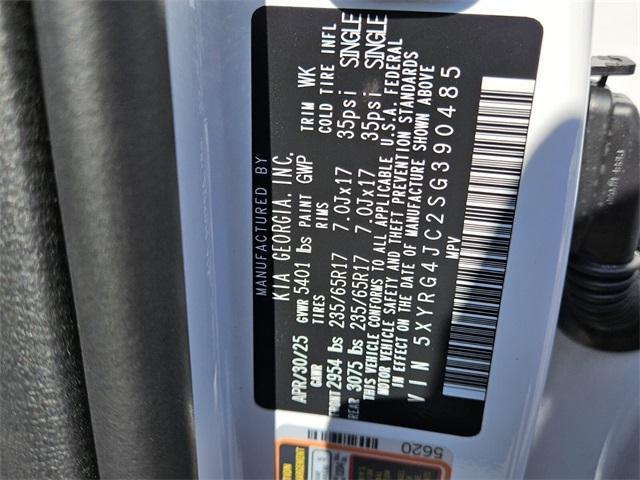 MANUFACTURED BY
KIA GEORGIA, INC.
APR/30/25 GVWR 5401 lbs PAINT GWP TRIM WK
GAWR TIRES RIMS COLD TIRE INFL
FRONT 2954 lbs 235/65R17 7.0Jx17 35psi SINGLE
REAR 3075 lbs 235/65R17 7.0Jx17 35psi SINGLE
THIS VEHICLE CONFORMS TO ALL APPLICABLE U.S.A. FEDERAL
MOTOR VEHICLE SAFETY AND THEFT PREVENTION STANDARDS
IN EFFECT ON THE DATE OF MANUFACTURE SHOWN ABOVE
VIN 5XYRG4JC2SG390485
MPV
5620